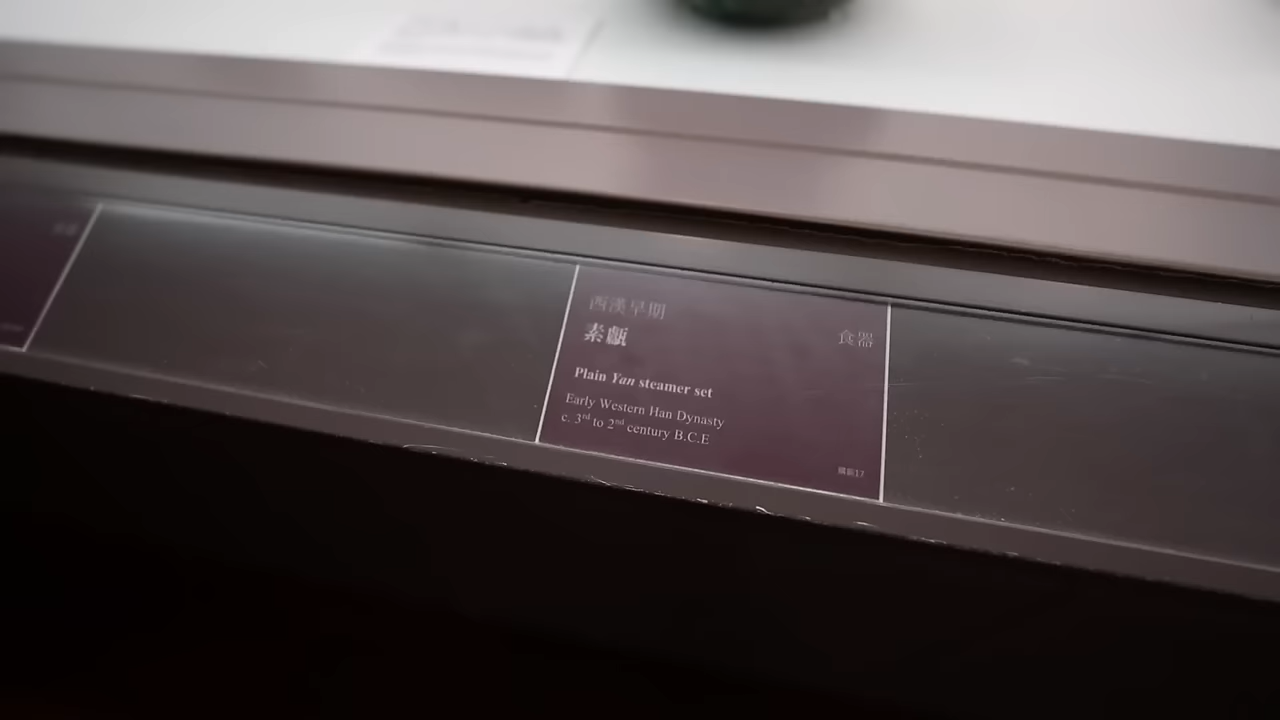 西漢早期
素甗
食器
Plain Yan steamer set
Early Western Han Dynasty
c. 3rd to 2nd century B.C.E